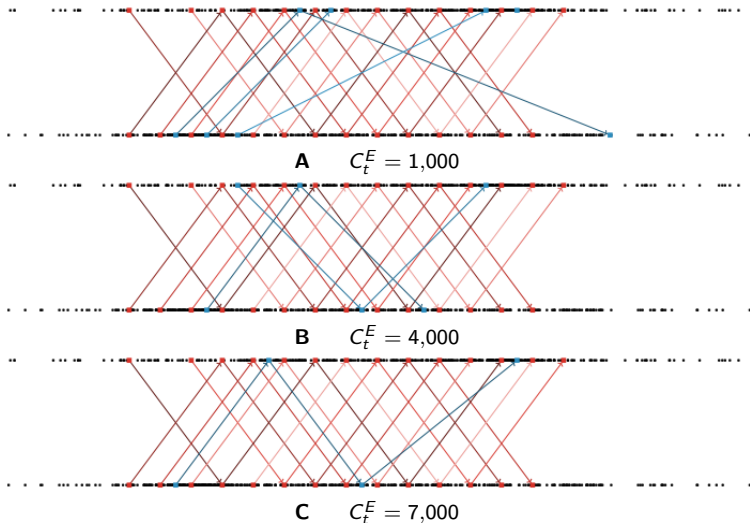 A C_t^E = 1,000
B C_t^E = 4,000
C C_t^E = 7,000